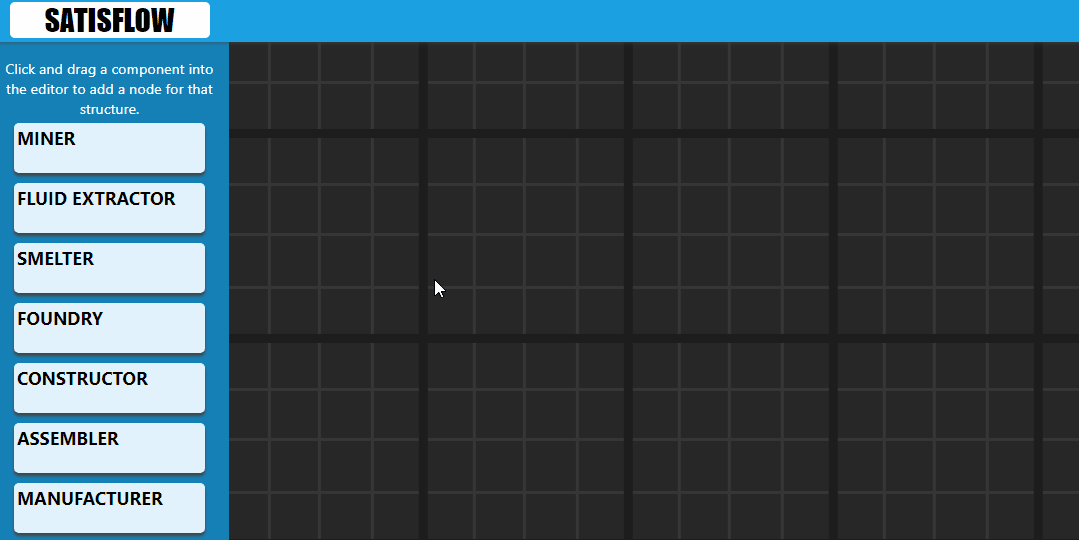 SATISFLOW
Click and drag a component into
the editor to add a node for that
structure.
MINER
FLUID EXTRACTOR
SMELTER
FOUNDRY
CONSTRUCTOR
ASSEMBLER
MANUFACTURER